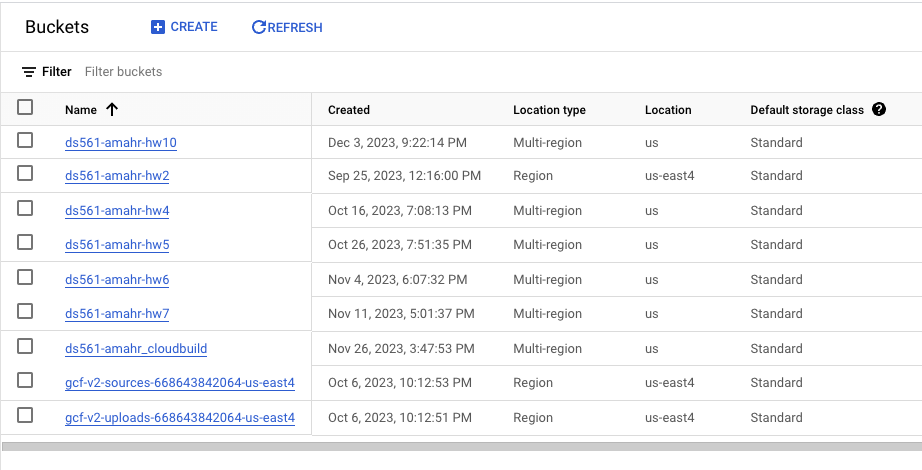 Buckets CREATE REFRESH
Filter Filter buckets
Name Created Location type Location Default storage class ?
ds561-amahr-hw10 Dec 3, 2023, 9:22:14 PM Multi-region us Standard
ds561-amahr-hw2 Sep 25, 2023, 12:16:00 PM Region us-east4 Standard
ds561-amahr-hw4 Oct 16, 2023, 7:08:13 PM Multi-region us Standard
ds561-amahr-hw5 Oct 26, 2023, 7:51:35 PM Multi-region us Standard
ds561-amahr-hw6 Nov 4, 2023, 6:07:32 PM Multi-region us Standard
ds561-amahr-hw7 Nov 11, 2023, 5:01:37 PM Multi-region us Standard
ds561-amahr_cloudbuild Nov 26, 2023, 3:47:53 PM Multi-region us Standard
gcf-v2-sources-668643842064-us-east4 Oct 6, 2023, 10:12:53 PM Region us-east4 Standard
gcf-v2-uploads-668643842064-us-east4 Oct 6, 2023, 10:12:51 PM Region us-east4 Standard